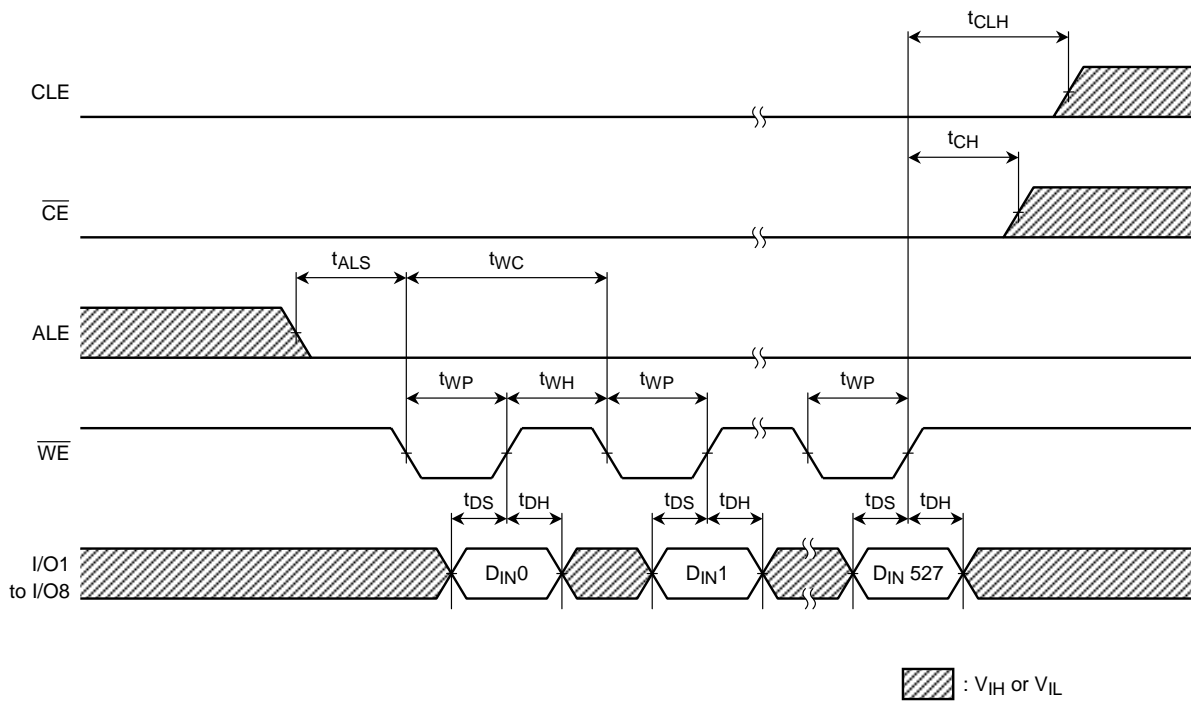 tCLH
CLE
tCH
CE
tALS
tWC
ALE
tWP
tWH
tWP
tWP
WE
tDS
tDH
tDS
tDH
tDS
tDH
I/O1
to I/O8
DIN0
DIN1
DIN 527
: VIH or VIL